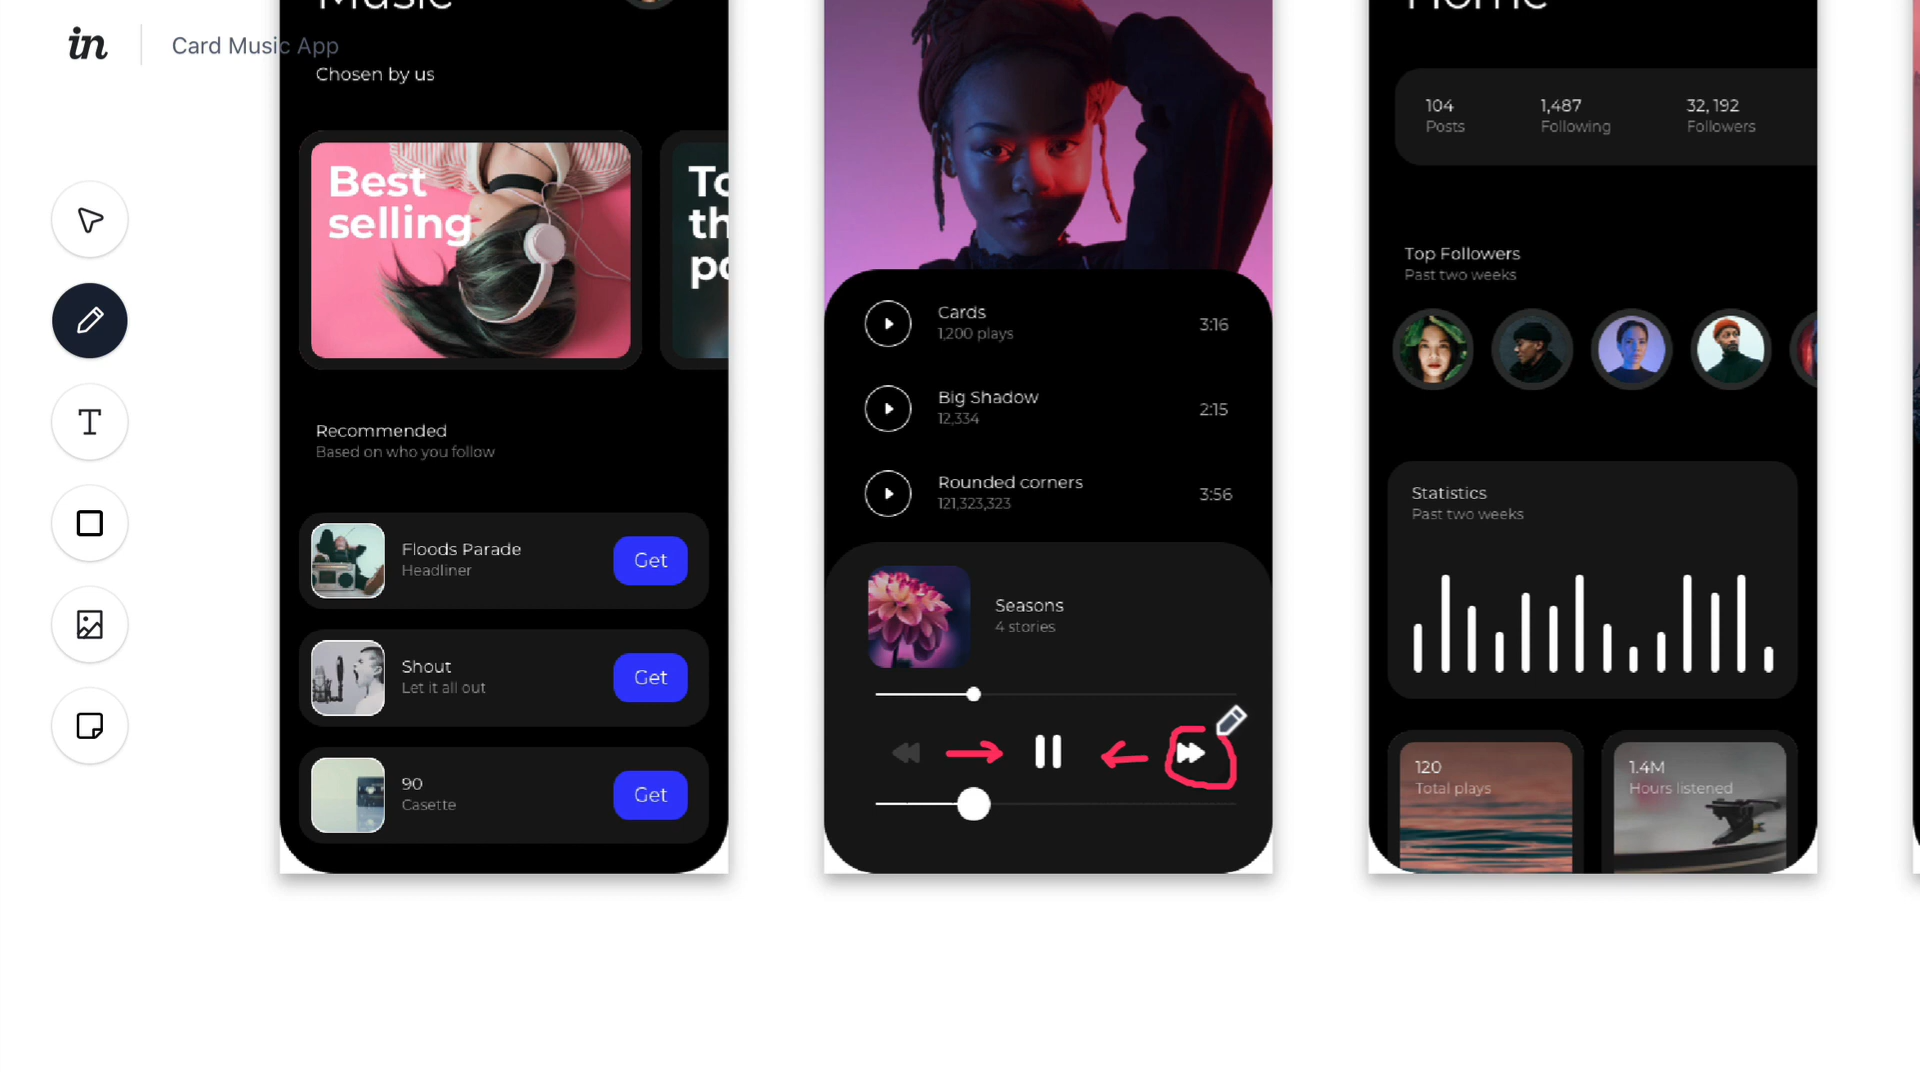 in
Card Music App
Music
Chosen by us
Best
selling
Recommended
Based on who you follow
Floods Parade
Headliner
Get
Shout
Let it all out
Get
90
Casette
Get
Cards
1,200 plays
3:16
Big Shadow
12,334
2:15
Rounded corners
121,323,323
3:56
Seasons
4 stories
Home
104
Posts
1,487
Following
32, 192
Followers
Top Followers
Past two weeks
Statistics
Past two weeks
120
Total plays
1.4M
Hours listened